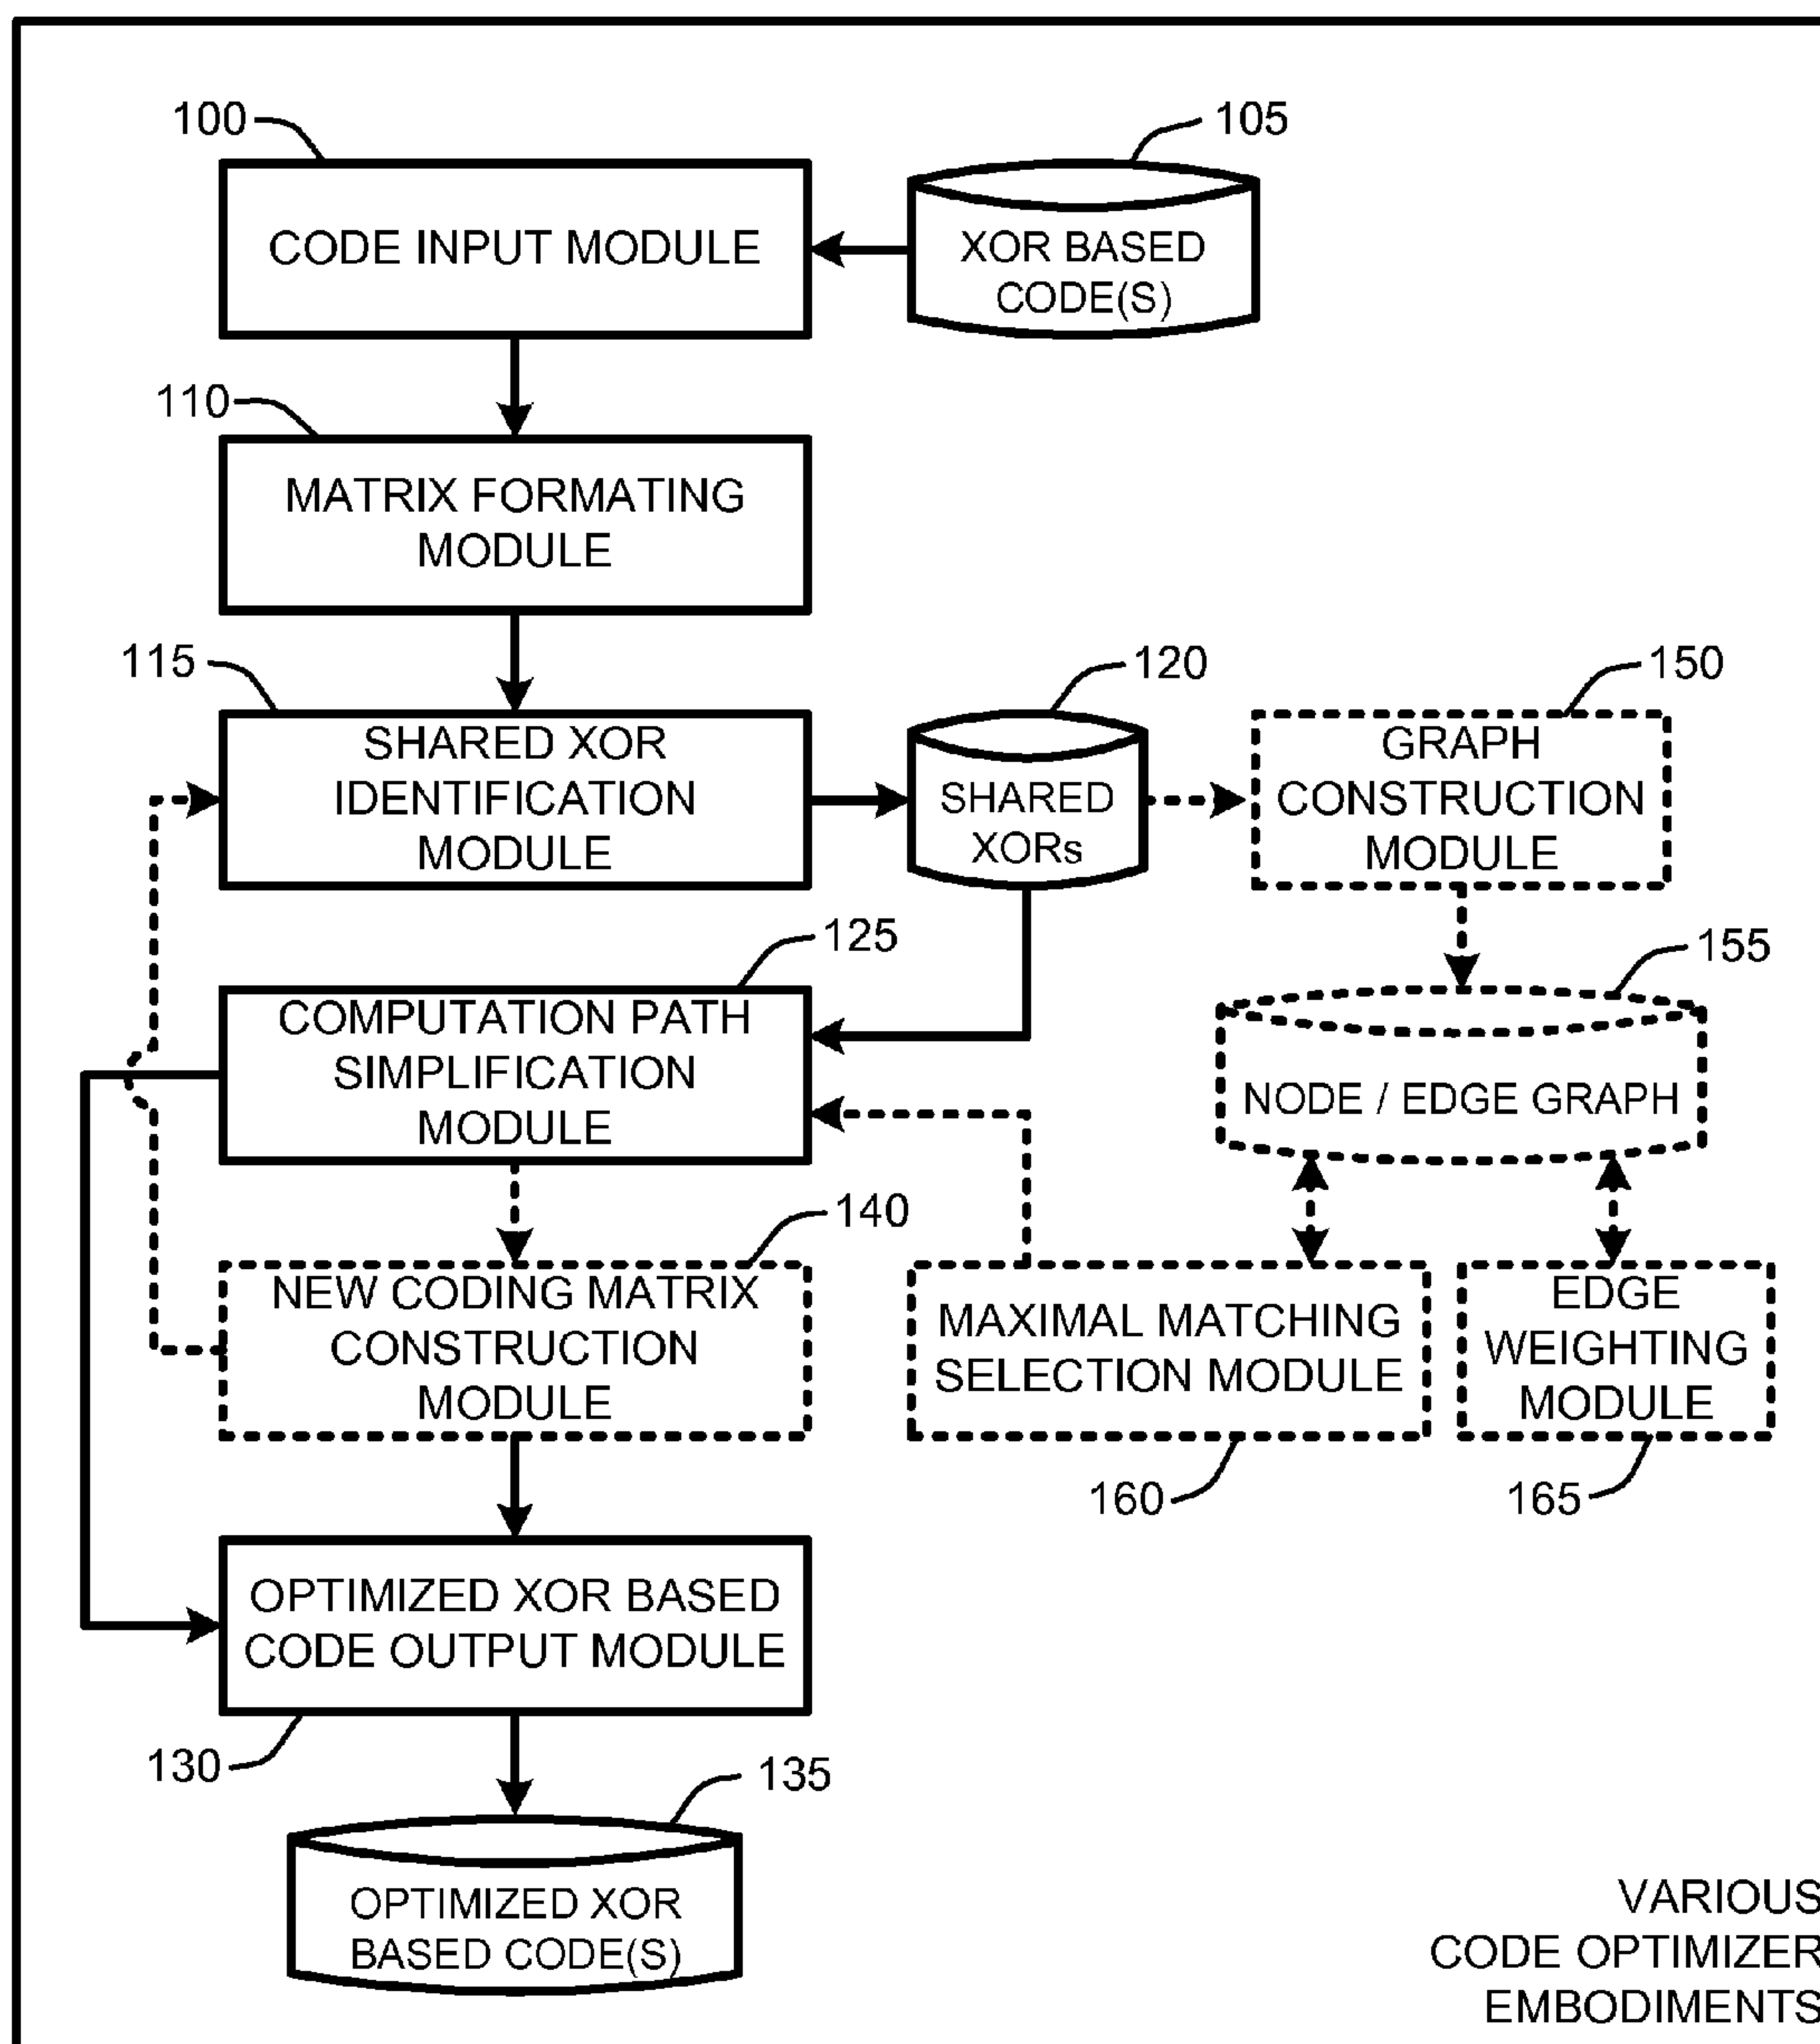 100
105
CODE INPUT MODULE
XOR BASED
CODE(S)
110
MATRIX FORMATING
MODULE
115
120
150
SHARED XOR
IDENTIFICATION
MODULE
SHARED
XORs
GRAPH
CONSTRUCTION
MODULE
125
155
COMPUTATION PATH
SIMPLIFICATION
MODULE
NODE / EDGE GRAPH
140
NEW CODING MATRIX
CONSTRUCTION
MODULE
MAXIMAL MATCHING
SELECTION MODULE
EDGE
WEIGHTING
MODULE
160
165
OPTIMIZED XOR BASED
CODE OUTPUT MODULE
130
135
OPTIMIZED XOR
BASED CODE(S)
VARIOUS
CODE OPTIMIZER
EMBODIMENTS